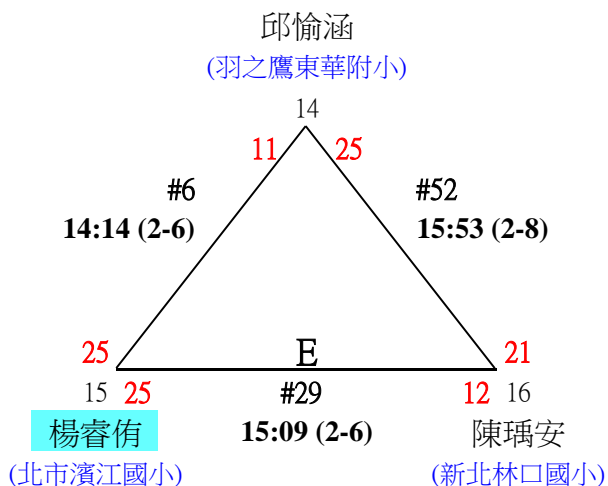 邱愉涵
(羽之鷹東華附小)
14
11 25
#6 #52
14:14 (2-6) 15:53 (2-8)
25 E 21
15 25 #29 12 16
楊睿侑 15:09 (2-6) 陳瑀安
(北市濱江國小) (新北林口國小)